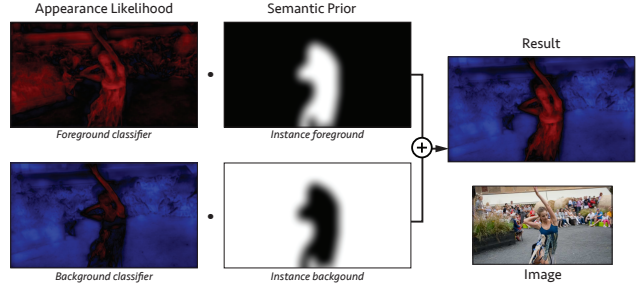 Appearance Likelihood
Semantic Prior
Result
Foreground classifier
Instance foreground
Background classifier
Instance backgound
Image